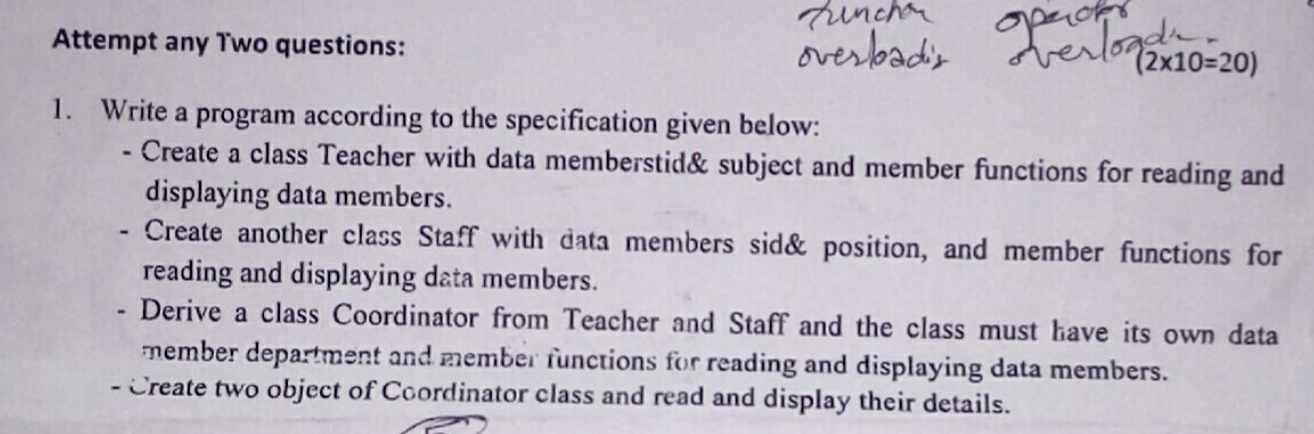 function operator
Attempt any Two questions:
overloading overloading
(2x10=20)
1. Write a program according to the specification given below:
- Create a class Teacher with data memberstid& subject and member functions for reading and
displaying data members.
- Create another class Staff with data members sid& position, and member functions for
reading and displaying data members.
- Derive a class Coordinator from Teacher and Staff and the class must have its own data
member department and member functions for reading and displaying data members.
- Create two object of Coordinator class and read and display their details.